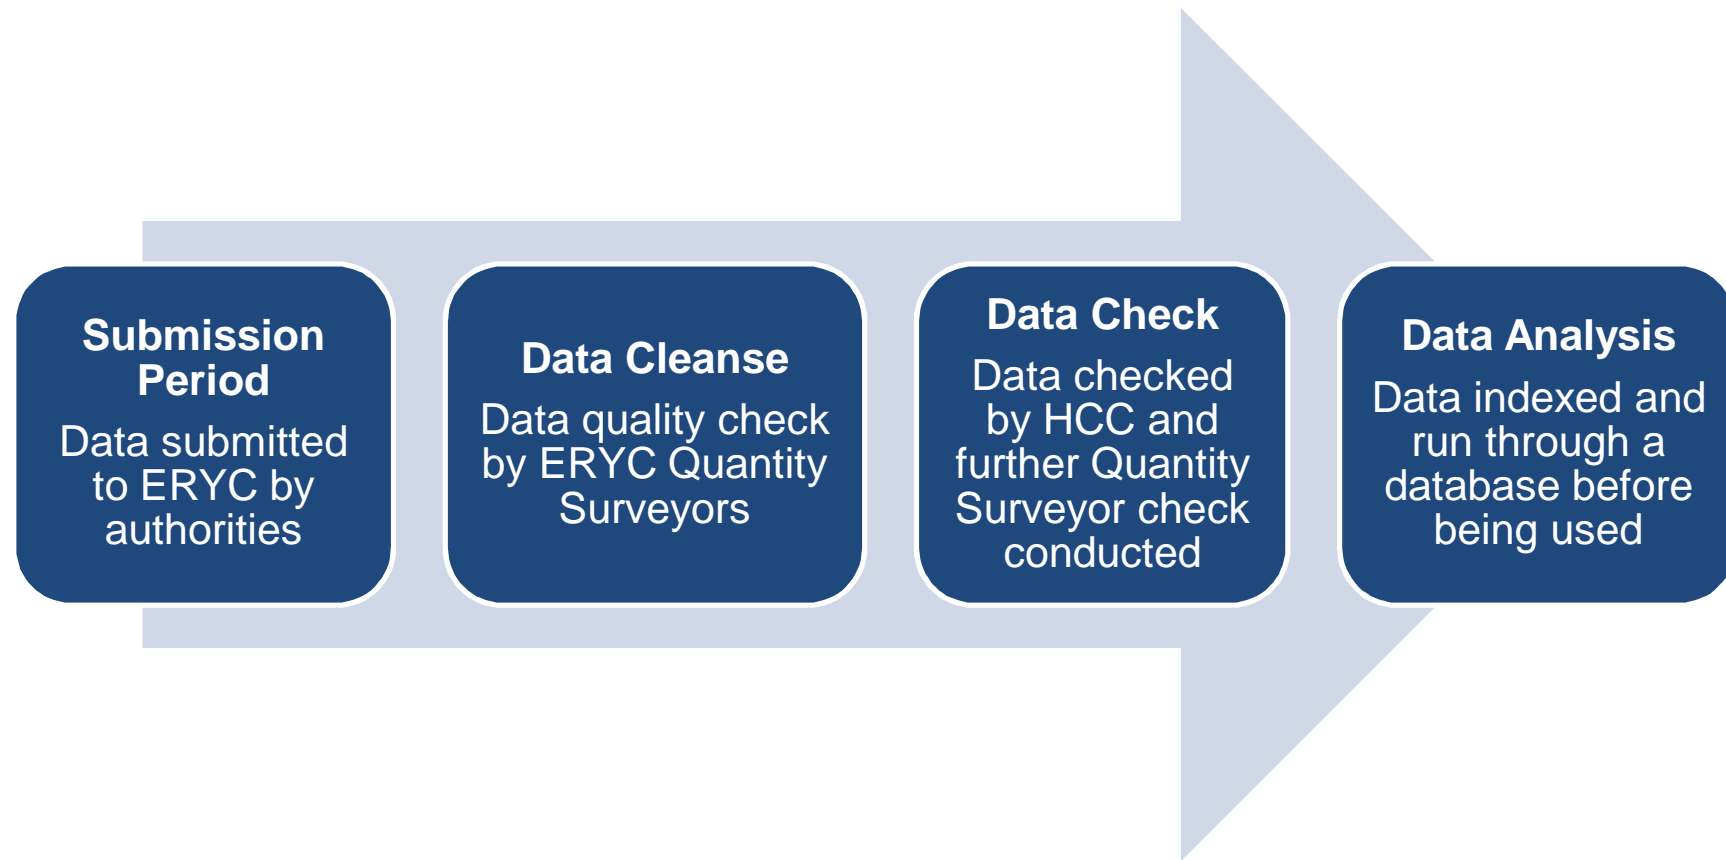 Submission
Period
Data submitted
to ERYC by
authorities
Data Cleanse
Data quality check
by ERYC Quantity
Surveyors
Data Check
Data checked
by HCC and
further Quantity
Surveyor check
conducted
Data Analysis
Data indexed and
run through a
database before
being used